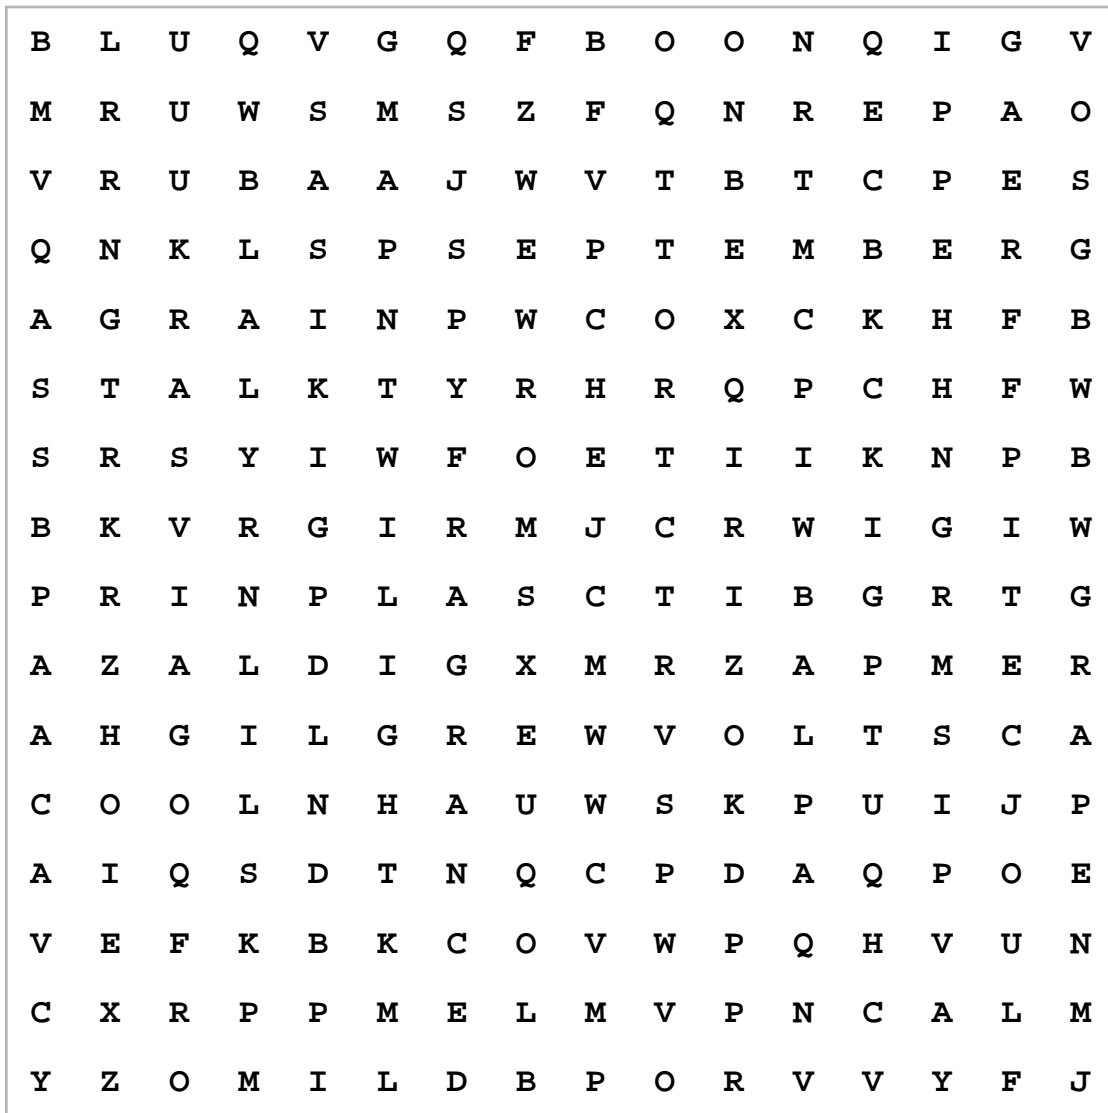 B L U Q V G Q F B O O N Q I G V
M R U W S M S Z F Q N R E P A O
V R U B A A J W V T B T C P E S
Q N K L S P S E P T E M B E R G
A G R A I N P W C O X C K H F B
S T A L K T Y R H R Q P C H F W
S R S Y I W F O E T I I K N P B
B K V R G I R M J C R W I G I W
P R I N P L A S C T I B G R T G
A Z A L D I G X M R Z A P M E R
A H G I L G R E W V O L T S C A
C O O L N H A U W S K P U I J P
A I Q S D T N Q C P D A Q P O E
V E F K B K C O V W P Q H V U N
C X R P P M E L M V P N C A L M
Y Z O M I L D B P O R V V Y F J